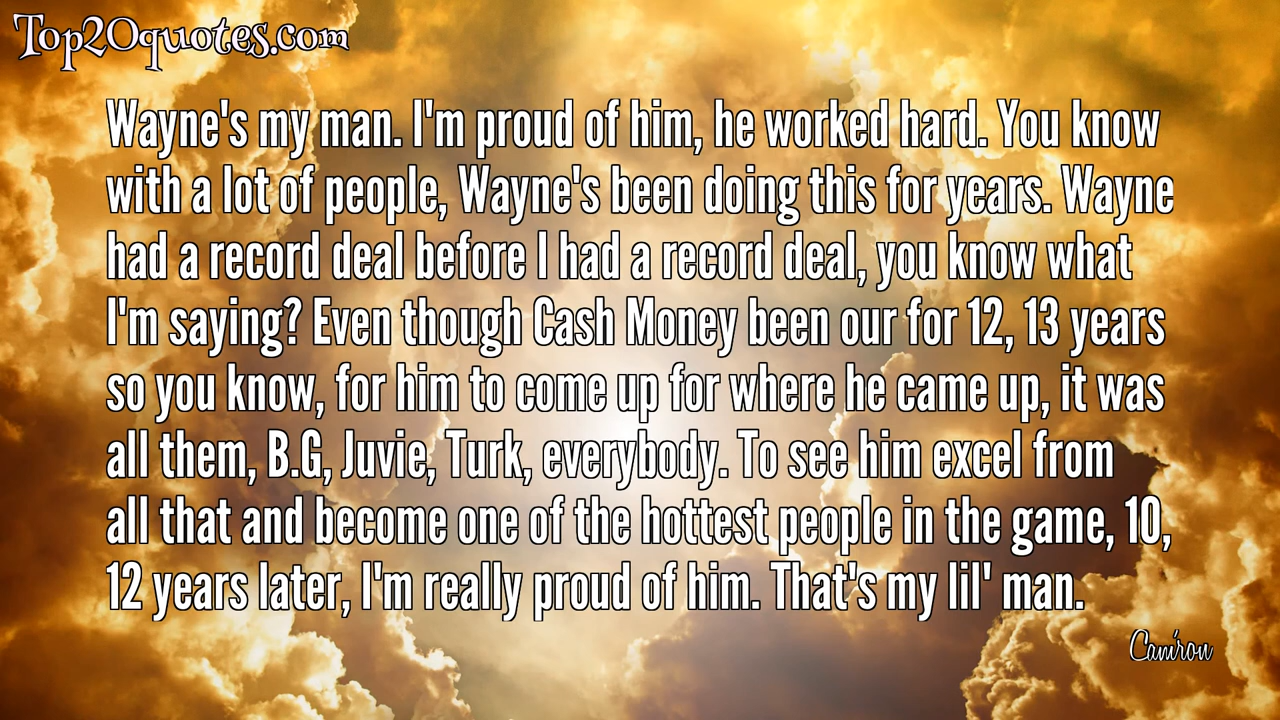 Top20quotes.com
Wayne's my man. I'm proud of him, he worked hard. You know
with a lot of people, Wayne's been doing this for years. Wayne
had a record deal before I had a record deal, you know what
I'm saying? Even though Cash Money been our for 12, 13 years
so you know, for him to come up for where he came up, it was
all them, B.G, Juvie, Turk, everybody. To see him excel from
all that and become one of the hottest people in the game, 10,
12 years later, I'm really proud of him. That's my lil' man.
Cam'ron